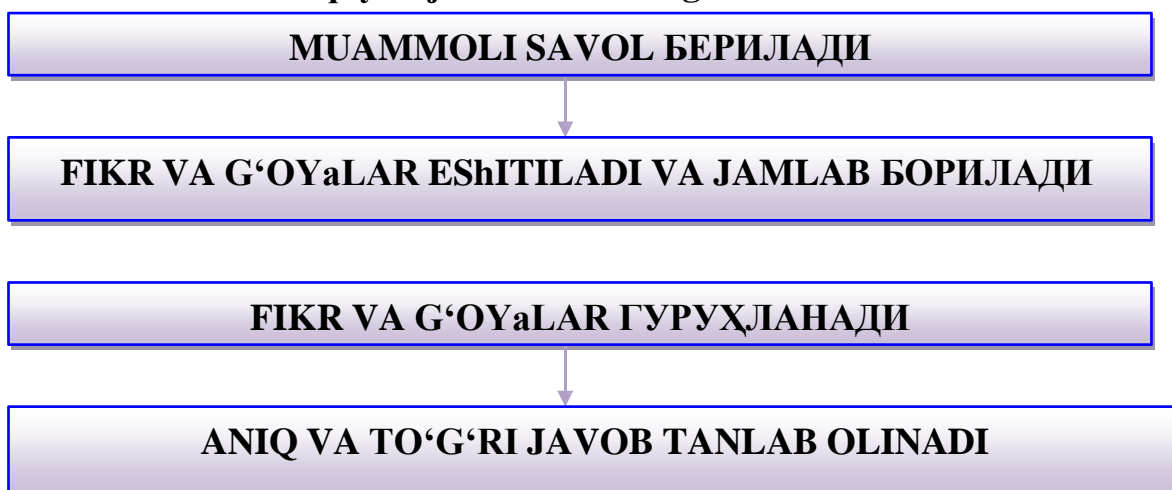 MUAMMOLI SAVOL БЕРИЛАДИ
FIKR VA G‘OYaLAR EShITILADI VA JAMLAB БОРИЛАДИ
FIKR VA G‘OYaLAR ГУРУҲЛАНАДИ
ANIQ VA TO‘G‘RI JAVOB TANLAB OLINADI